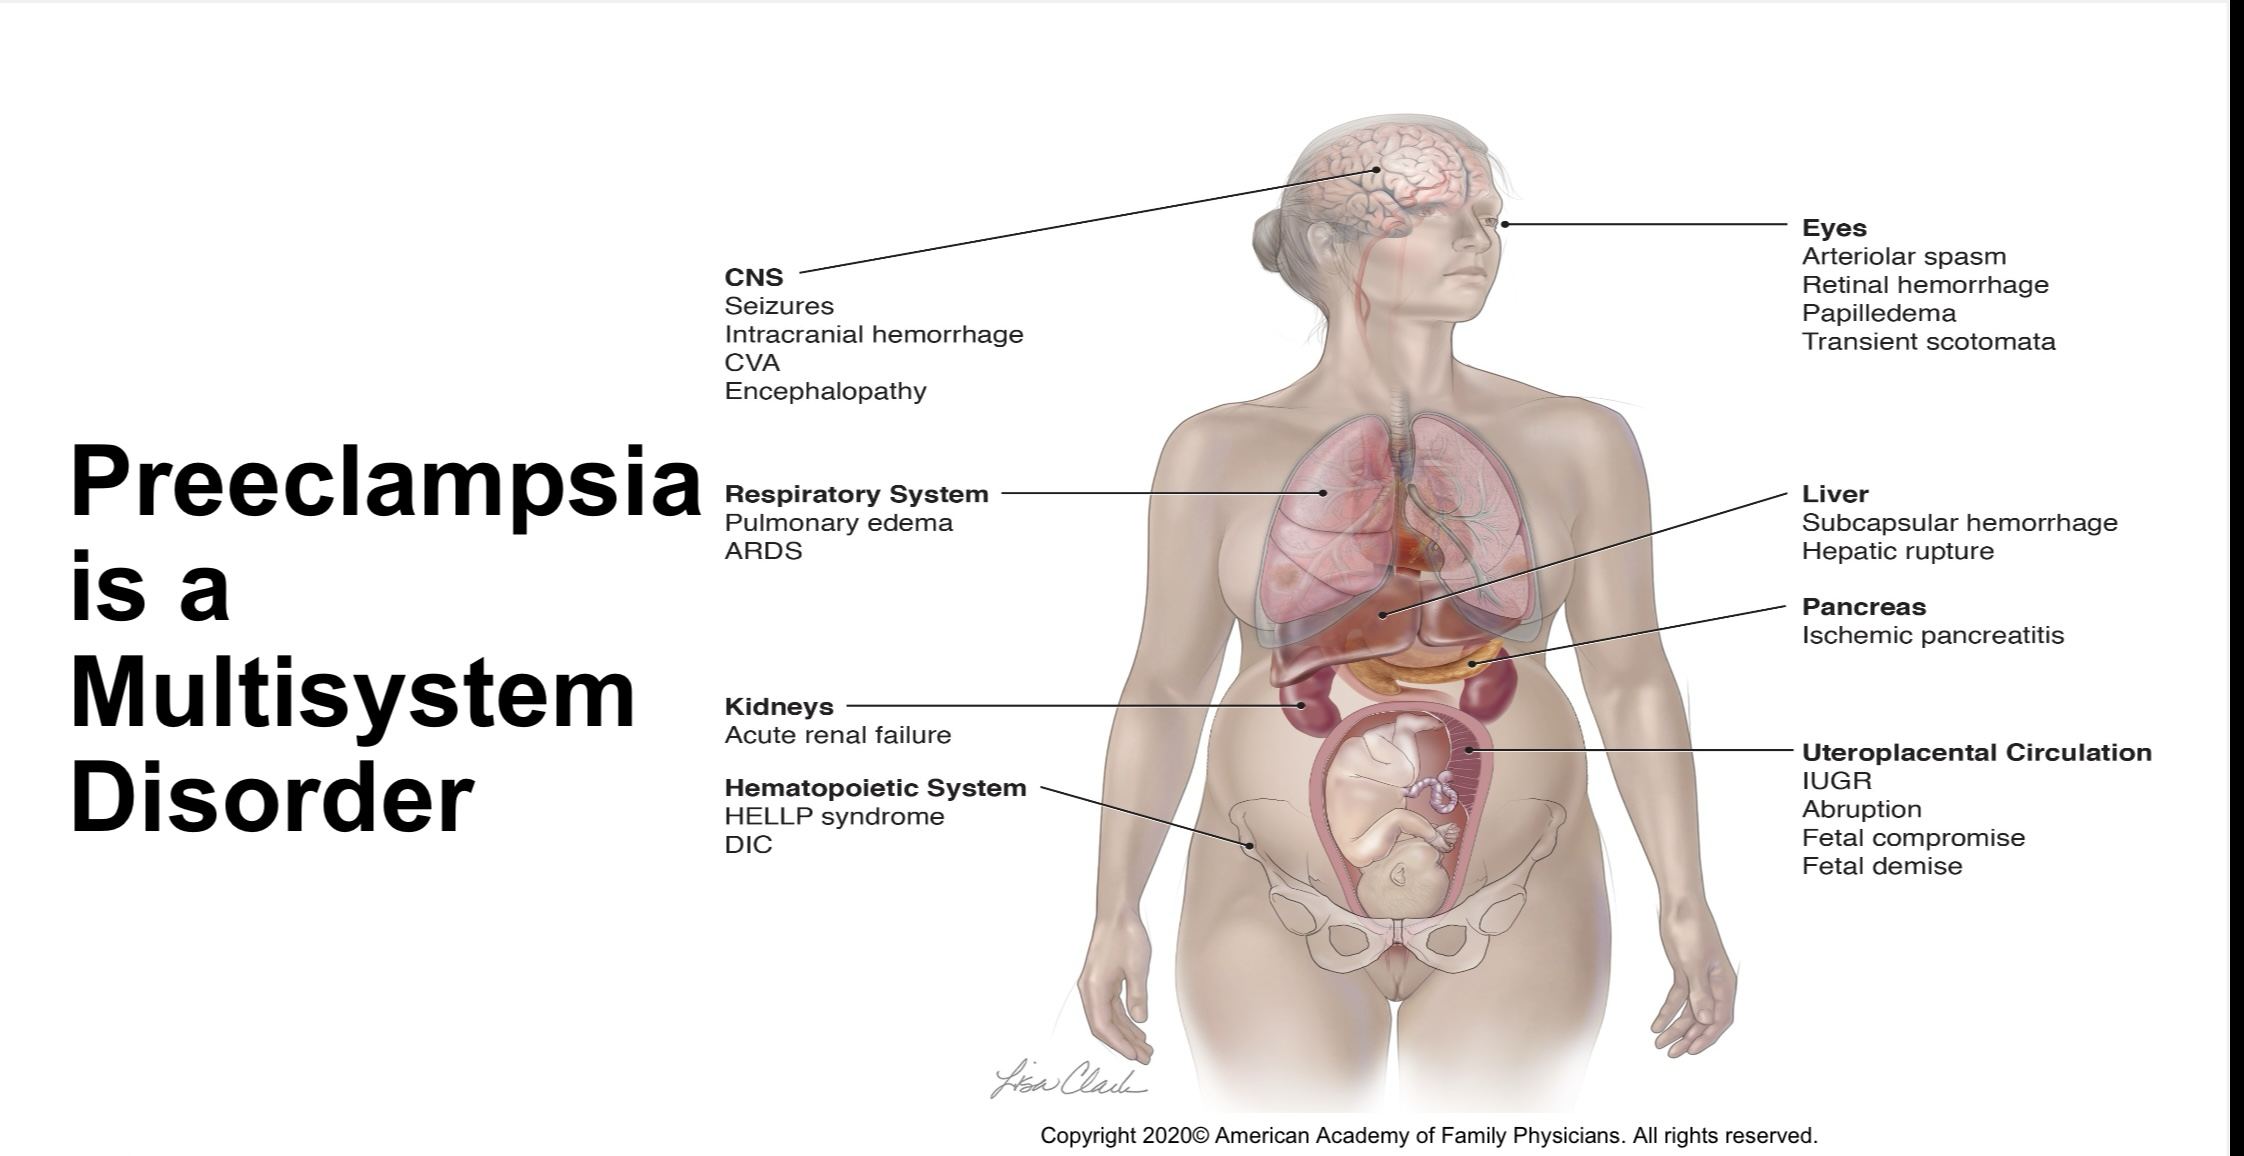 Preeclampsia
is a
Multisystem
Disorder
CNS
Seizures
Intracranial hemorrhage
CVA
Encephalopathy
Respiratory System
Pulmonary edema
ARDS
Kidneys
Acute renal failure
Hematopoietic System
HELLP syndrome
DIC
Eyes
Arteriolar spasm
Retinal hemorrhage
Papilledema
Transient scotomata
Liver
Subcapsular hemorrhage
Hepatic rupture
Pancreas
Ischemic pancreatitis
Uteroplacental Circulation
IUGR
Abruption
Fetal compromise
Fetal demise
Lisa Clark
Copyright 2020© American Academy of Family Physicians. All rights reserved.